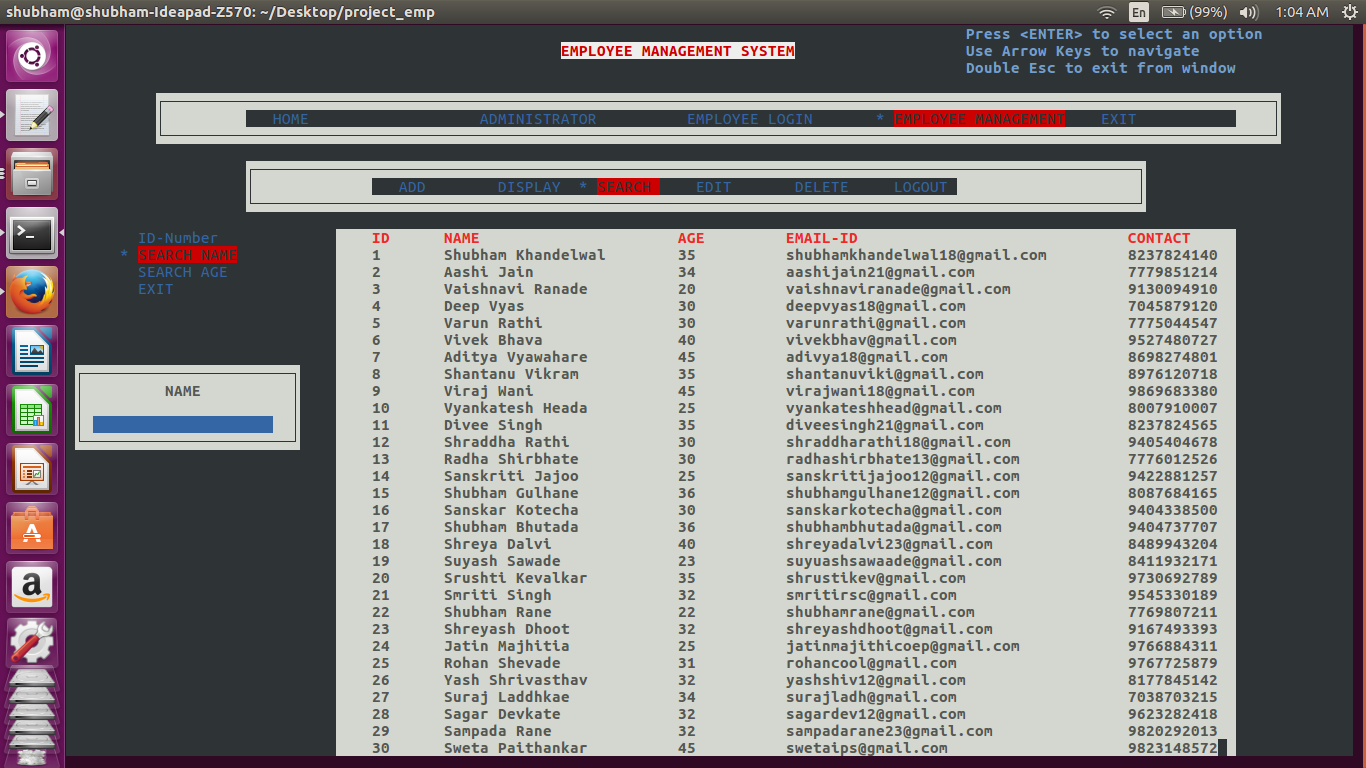 shubham@shubham-Ideapad-Z570: ~/Desktop/project_emp En (99%) 1:04 AM
Press <ENTER> to select an option
EMPLOYEE MANAGEMENT SYSTEM
Use Arrow Keys to navigate
Double Esc to exit from window
HOME ADMINISTRATOR EMPLOYEE LOGIN * EMPLOYEE MANAGEMENT EXIT
ADD DISPLAY * SEARCH EDIT DELETE LOGOUT
ID-Number
* SEARCH NAME
SEARCH AGE
EXIT
NAME
ID NAME AGE EMAIL-ID CONTACT
1 Shubham Khandelwal 35 shubhamkhandelwal18@gmail.com 8237824140
2 Aashi Jain 34 aashijain21@gmail.com 7779851214
3 Vaishnavi Ranade 20 vaishnaviranade@gmail.com 9130094910
4 Deep Vyas 30 deepvyas18@gmail.com 7045879120
5 Varun Rathi 30 varunrathi@gmail.com 7775044547
6 Vivek Bhava 40 vivekbhav@gmail.com 9527480727
7 Aditya Vyawahare 45 adivya18@gmail.com 8698274801
8 Shantanu Vikram 35 shantanuviki@gmail.com 8976120718
9 Viraj Wani 45 virajwani18@gmail.com 9869683380
10 Vyankatesh Heada 25 vyankateshhead@gmail.com 8007910007
11 Divee Singh 35 diveesingh21@gmail.com 8237824565
12 Shraddha Rathi 30 shraddharathi18@gmail.com 9405404678
13 Radha Shirbhate 30 radhashirbhate13@gmail.com 7776012526
14 Sanskriti Jajoo 25 sanskritijajoo12@gmail.com 9422881257
15 Shubham Gulhane 36 shubhamgulhane12@gmail.com 8087684165
16 Sanskar Kotecha 30 sanskarkotecha@gmail.com 9404338500
17 Shubham Bhutada 36 shubhambhutada@gmail.com 9404737707
18 Shreya Dalvi 40 shreyadalvi23@gmail.com 8489943204
19 Suyash Sawade 23 suyuashsawaade@gmail.com 8411932171
20 Srushti Kevalkar 35 shrustikev@gmail.com 9730692789
21 Smriti Singh 32 smritirsc@gmail.com 9545330189
22 Shubham Rane 22 shubhamrane@gmail.com 7769807211
23 Shreyash Dhoot 32 shreyashdhoot@gmail.com 9167493393
24 Jatin Majhitia 25 jatinmajithicoep@gmail.com 9766884311
25 Rohan Shevade 31 rohancool@gmail.com 9767725879
26 Yash Shrivasthav 32 yashshiv12@gmail.com 8177845142
27 Suraj Laddhkae 34 surajladh@gmail.com 7038703215
28 Sagar Devkate 32 sagardev12@gmail.com 9623282418
29 Sampada Rane 32 sampadarane23@gmail.com 9820292013
30 Sweta Paithankar 45 swetaips@gmail.com 9823148572